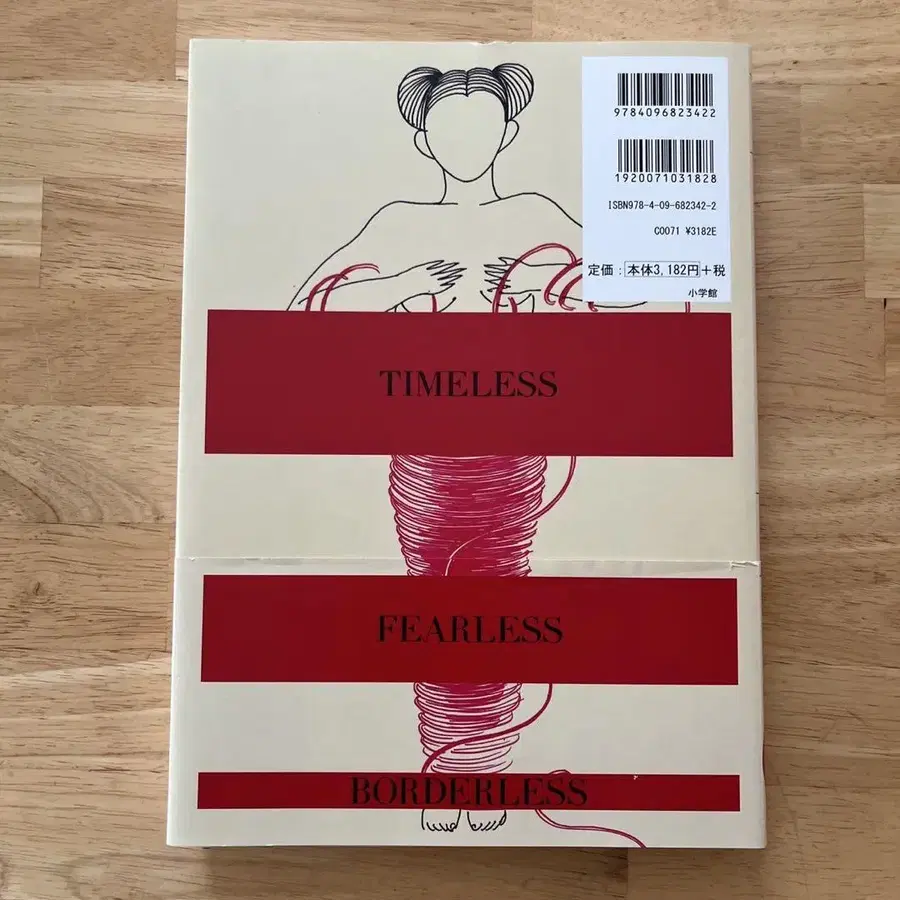 9784096823422
1920071031828
ISBN978-4-09-682342-2
C0071 ¥3182E
定価：本体3,182円＋税
小学館
TIMELESS
FEARLESS
BORDERLESS